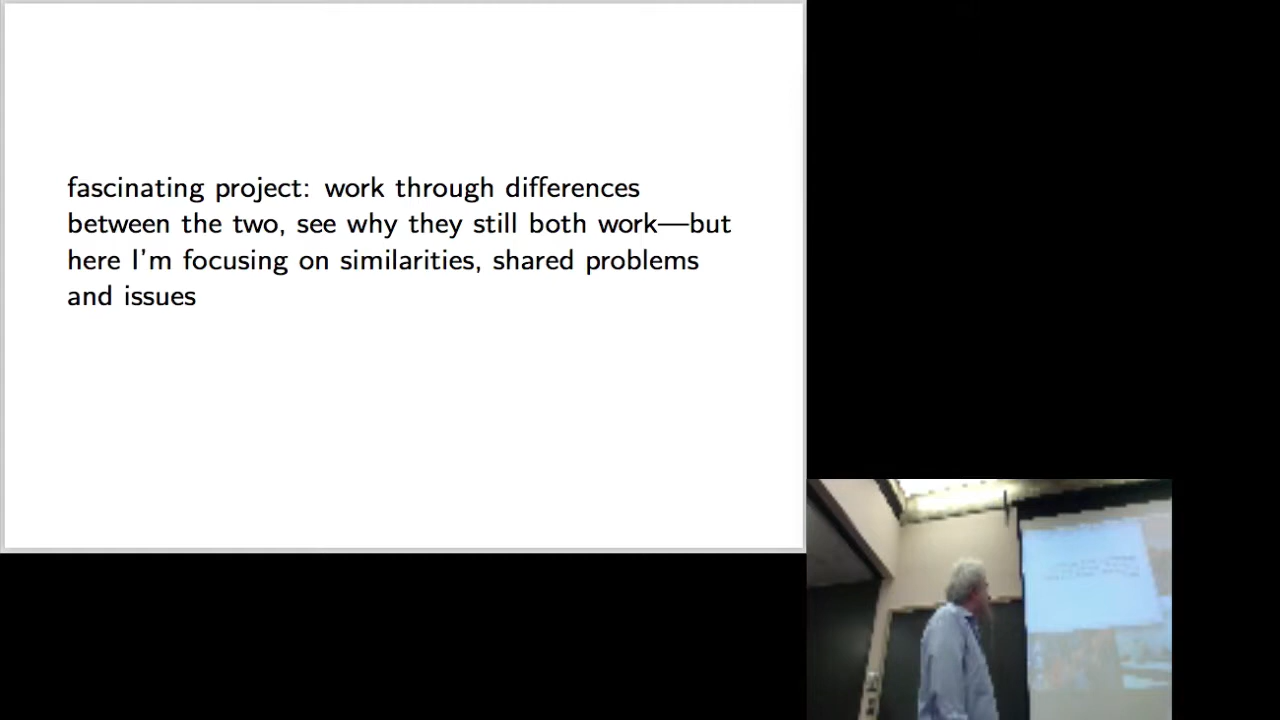 fascinating project: work through differences
between the two, see why they still both work—but
here I'm focusing on similarities, shared problems
and issues